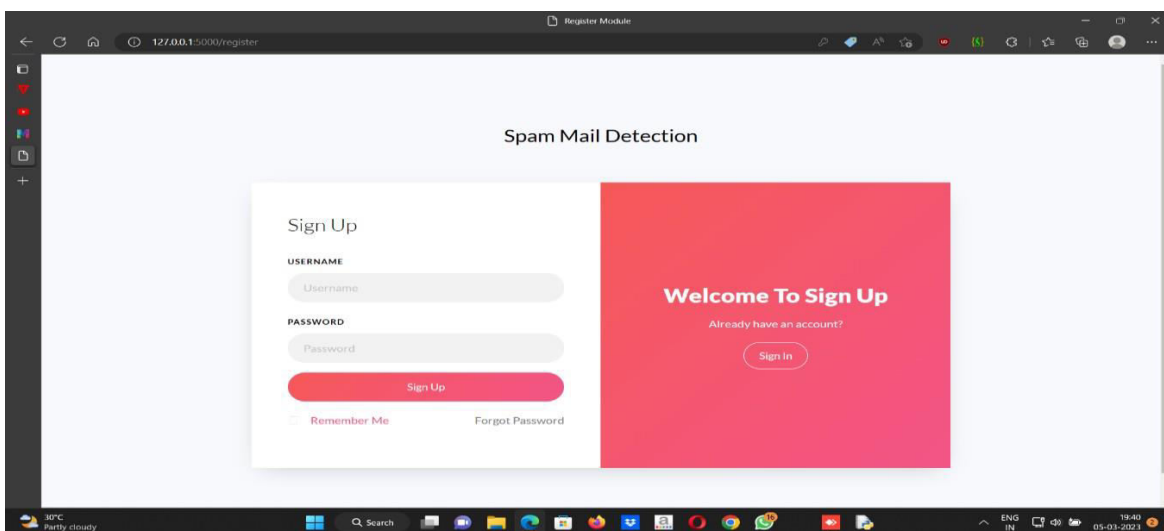 Register Module
127.0.0.1:5000/register
Spam Mail Detection
Sign Up
USERNAME
Username
PASSWORD
Password
Sign Up
Remember Me
Forgot Password
Welcome To Sign Up
Already have an account?
Sign In
30°C
Partly cloudy
Search
16
ENG
IN
19:40
05-03-2023